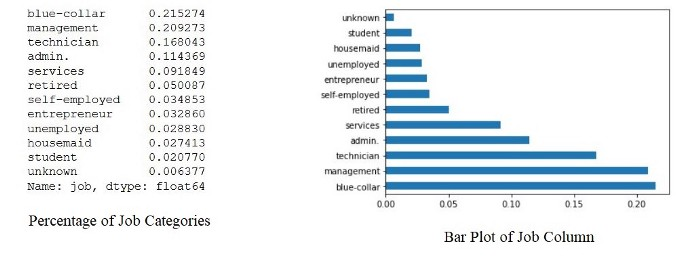 blue-collar 0.215274
management 0.209273
technician 0.168043
admin. 0.114369
services 0.091849
retired 0.050087
self-employed 0.034853
entrepreneur 0.032860
unemployed 0.028830
housemaid 0.027413
student 0.020770
unknown 0.006377
Name: job, dtype: float64
Percentage of Job Categories
unknown
student
housemaid
unemployed
entrepreneur
self-employed
retired
services
admin.
technician
management
blue-collar
0.00 0.05 0.10 0.15 0.20
Bar Plot of Job Column